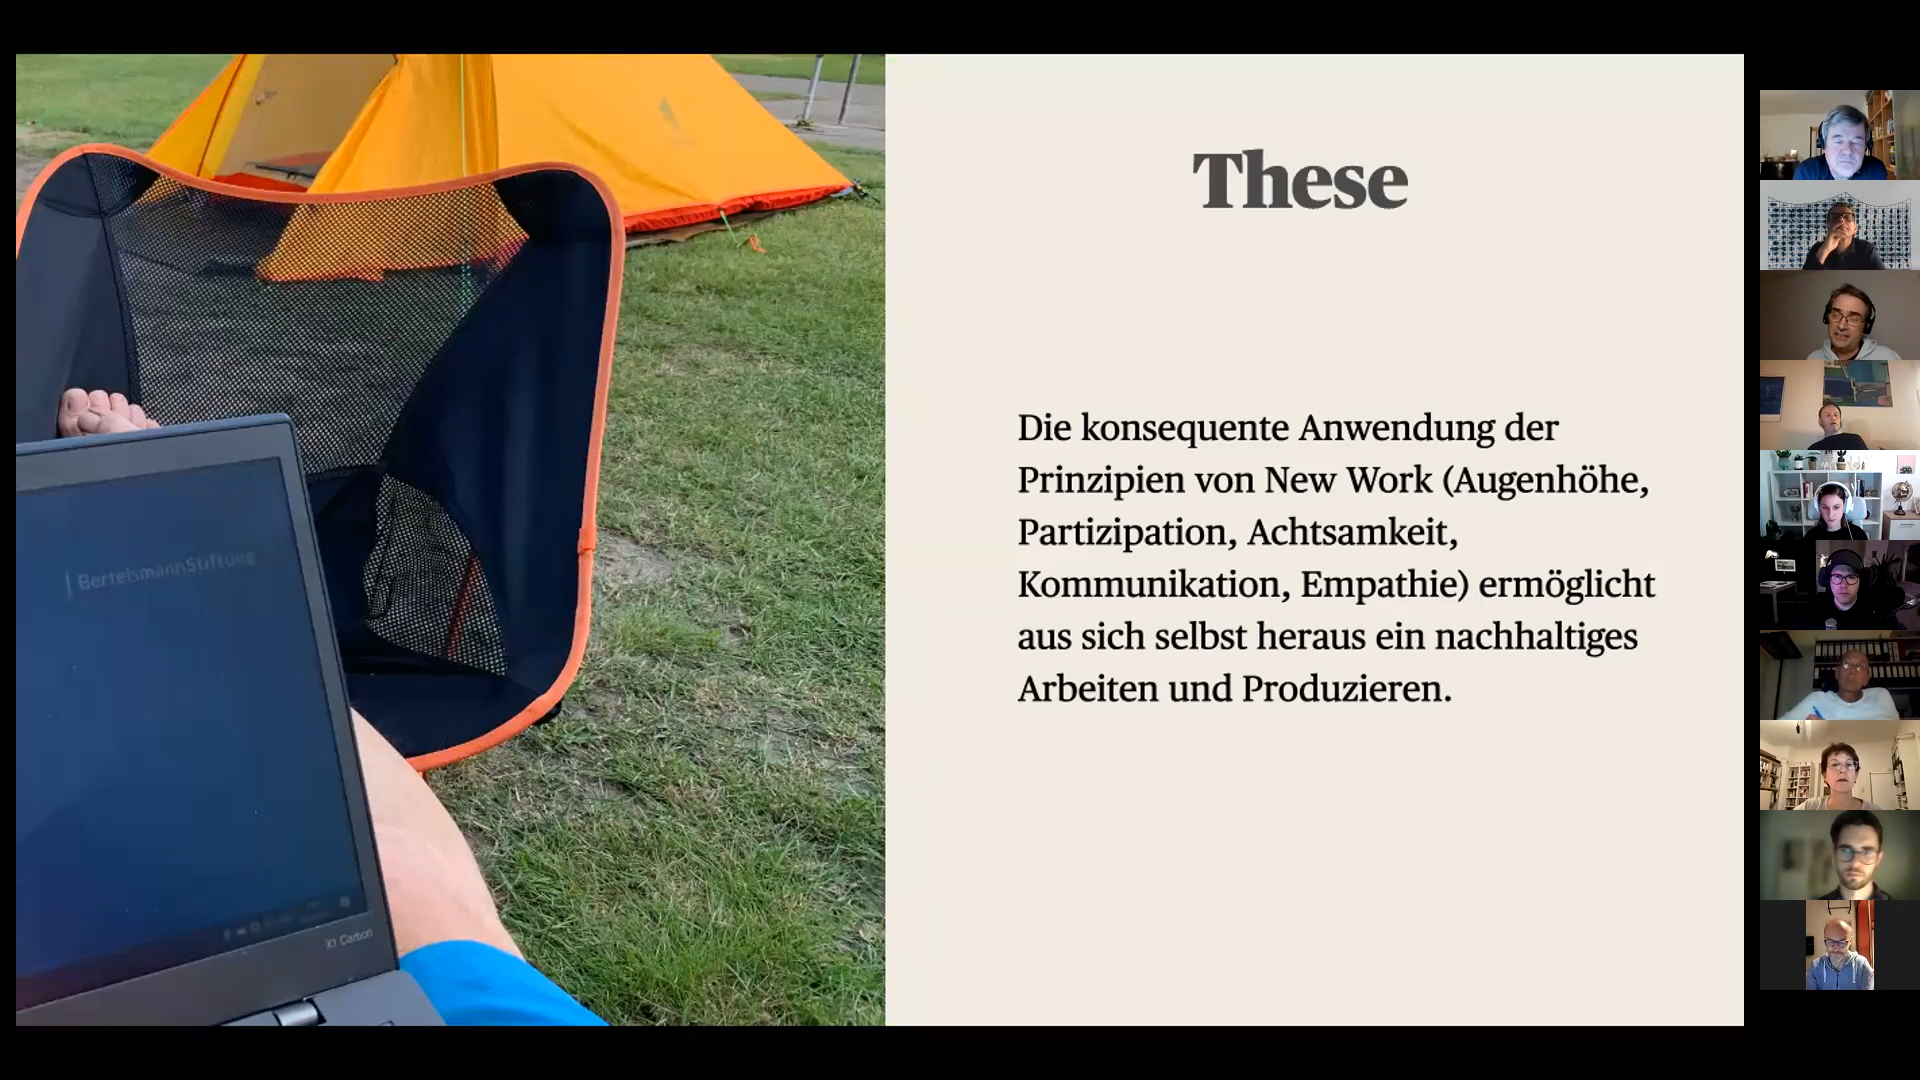 These
Die konsequente Anwendung der
Prinzipien von New Work (Augenhöhe,
Partizipation, Achtsamkeit,
Kommunikation, Empathie) ermöglicht
aus sich selbst heraus ein nachhaltiges
Arbeiten und Produzieren.
BertelsmannStiftung
X1 Carbon